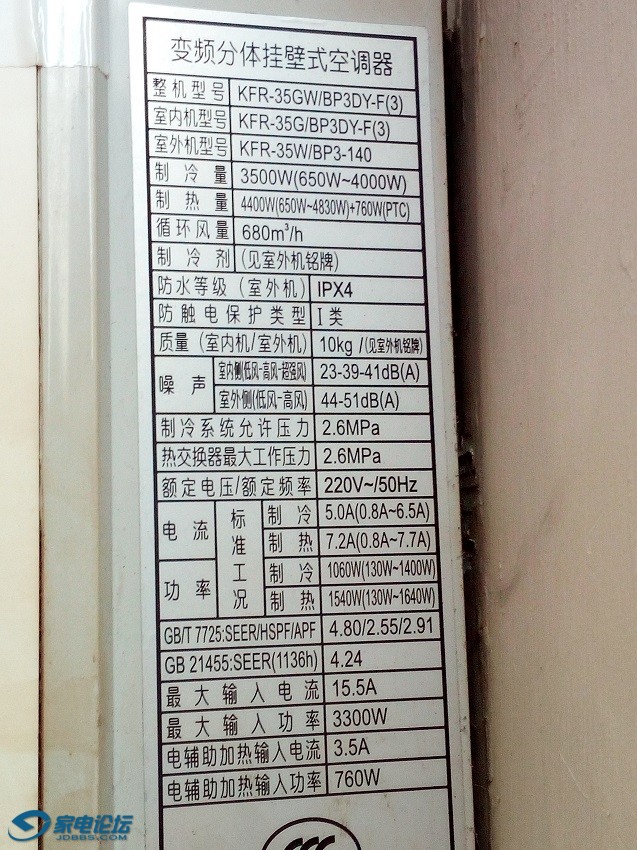 变频分体挂壁式空调器
整机型号 KFR-35GW/BP3DY-F(3)
室内机型号 KFR-35G/BP3DY-F(3)
室外机型号 KFR-35W/BP3-140
制冷量 3500W(650W~4000W)
制热量 4400W(650W~4830W)+760W(PTC)
循环风量 680m³/h
制冷剂 (见室外机铭牌)
防水等级(室外机) IPX4
防触电保护类型 I类
质量(室内机/室外机) 10kg /(见室外机铭牌)
噪声 室内侧(低风-高风-超强风) 23-39-41dB(A)
室外侧(低风-高风) 44-51dB(A)
制冷系统允许压力 2.6MPa
热交换器最大工作压力 2.6MPa
额定电压/额定频率 220V~/50Hz
电流 标准工况 制冷 5.0A(0.8A~6.5A)
制热 7.2A(0.8A~7.7A)
功率 制冷 1060W(130W~1400W)
制热 1540W(130W~1640W)
GB/T 7725:SEER/HSPF/APF 4.80/2.55/2.91
GB 21455:SEER(1136h) 4.24
最大输入电流 15.5A
最大输入功率 3300W
电辅助加热输入电流 3.5A
电辅助加热输入功率 760W
家电论坛
JDBBS.COM